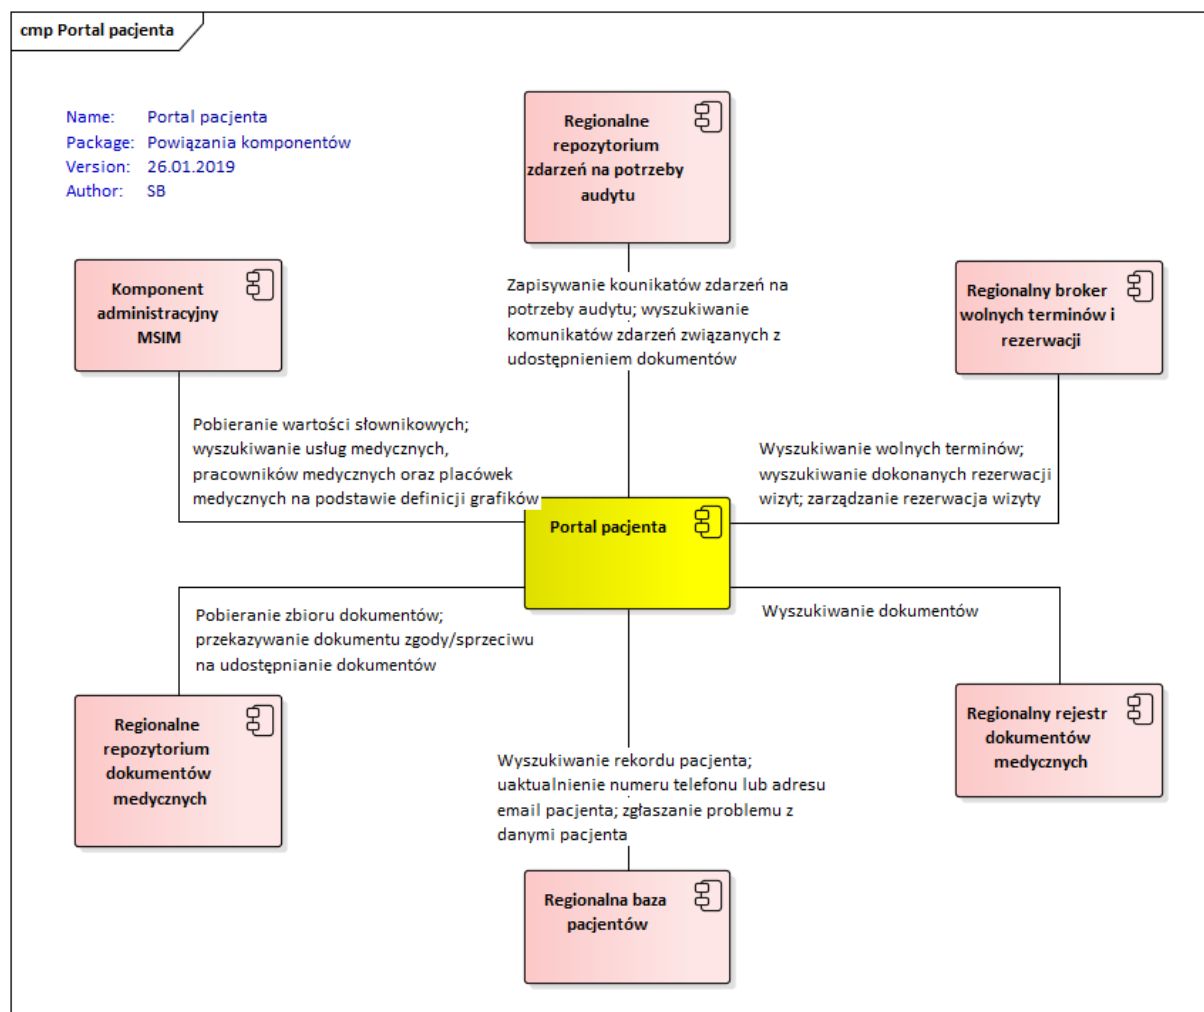 cmp Portal pacjenta
Name: Portal pacjenta
Package: Powiązania komponentów
Version: 26.01.2019
Author: SB
Regionalne
repozytorium
zdarzeń na potrzeby
audytu
Komponent
administracyjny
MSIM
Zapisywanie kounikatów zdarzeń na
potrzeby audytu; wyszukiwanie
komunikatów zdarzeń związanych z
udostępnieniem dokumentów
Regionalny broker
wolnych terminów i
rezerwacji
Pobieranie wartości słownikowych;
wyszukiwanie usług medycznych,
pracowników medycznych oraz placówek
medycznych na podstawie definicji grafików
Wyszukiwanie wolnych terminów;
wyszukiwanie dokonanych rezerwacji
wizyt; zarządzanie rezerwacja wizyty
Portal pacjenta
Pobieranie zbioru dokumentów;
przekazywanie dokumentu zgody/sprzeciwu
na udostępnianie dokumentów
Wyszukiwanie dokumentów
Regionalne
repozytorium
dokumentów
medycznych
Wyszukiwanie rekordu pacjenta;
uaktualnienie numeru telefonu lub adresu
email pacjenta; zgłaszanie problemu z
danymi pacjenta
Regionalny rejestr
dokumentów
medycznych
Regionalna baza
pacjentów